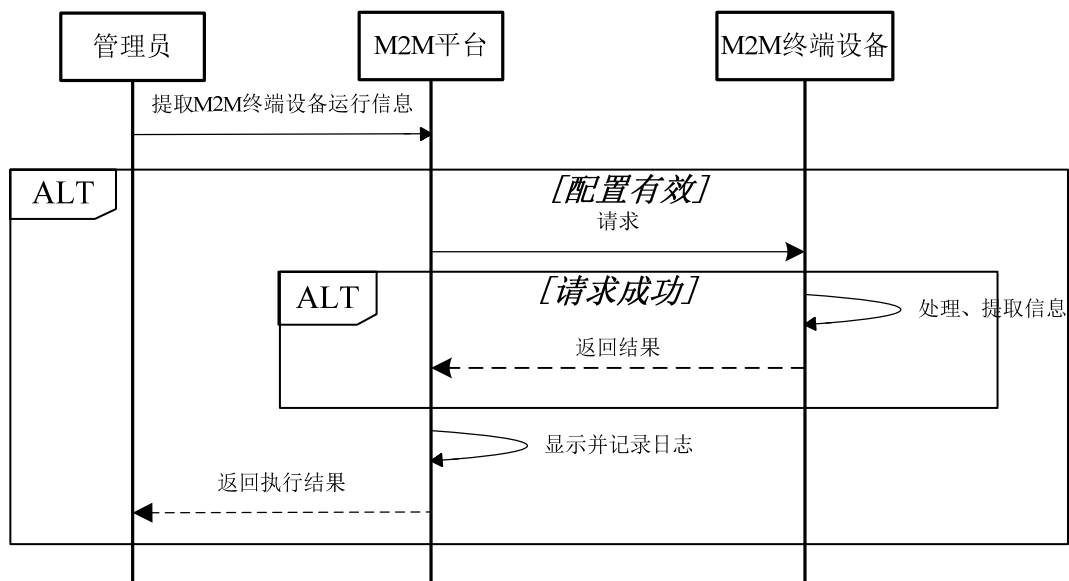 管理员
M2M平台
M2M终端设备
提取M2M终端设备运行信息
ALT
[配置有效]
请求
ALT
[请求成功]
处理、提取信息
返回结果
显示并记录日志
返回执行结果